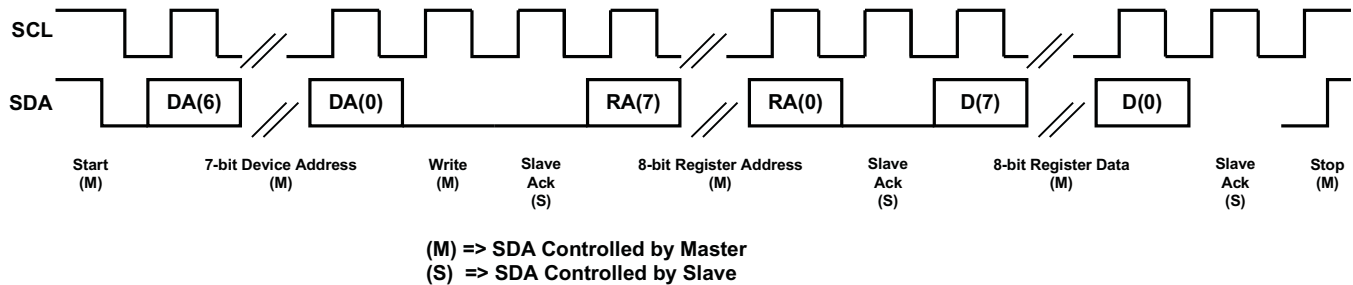 SCL
SDA
DA(6)
DA(0)
RA(7)
RA(0)
D(7)
D(0)
Start
(M)
7-bit Device Address
(M)
Write
(M)
Slave
Ack
(S)
8-bit Register Address
(M)
Slave
Ack
(S)
8-bit Register Data
(M)
Slave
Ack
(S)
Stop
(M)
(M) => SDA Controlled by Master
(S) => SDA Controlled by Slave